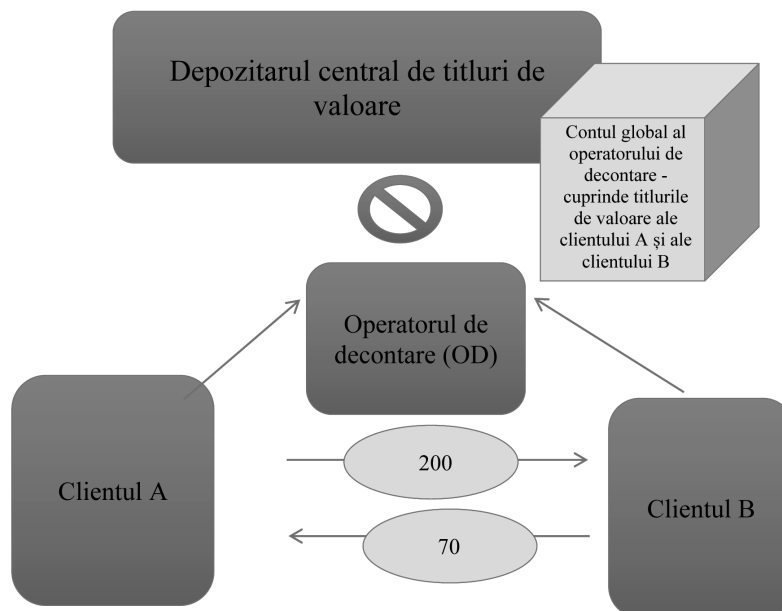 Depozitarul central de titluri de
valoare
Contul global al
operatorului de
decontare -
cuprinde titlurile
de valoare ale
clientului A și ale
clientului B
Operatorul de
decontare (OD)
Clientul A
200
70
Clientul B